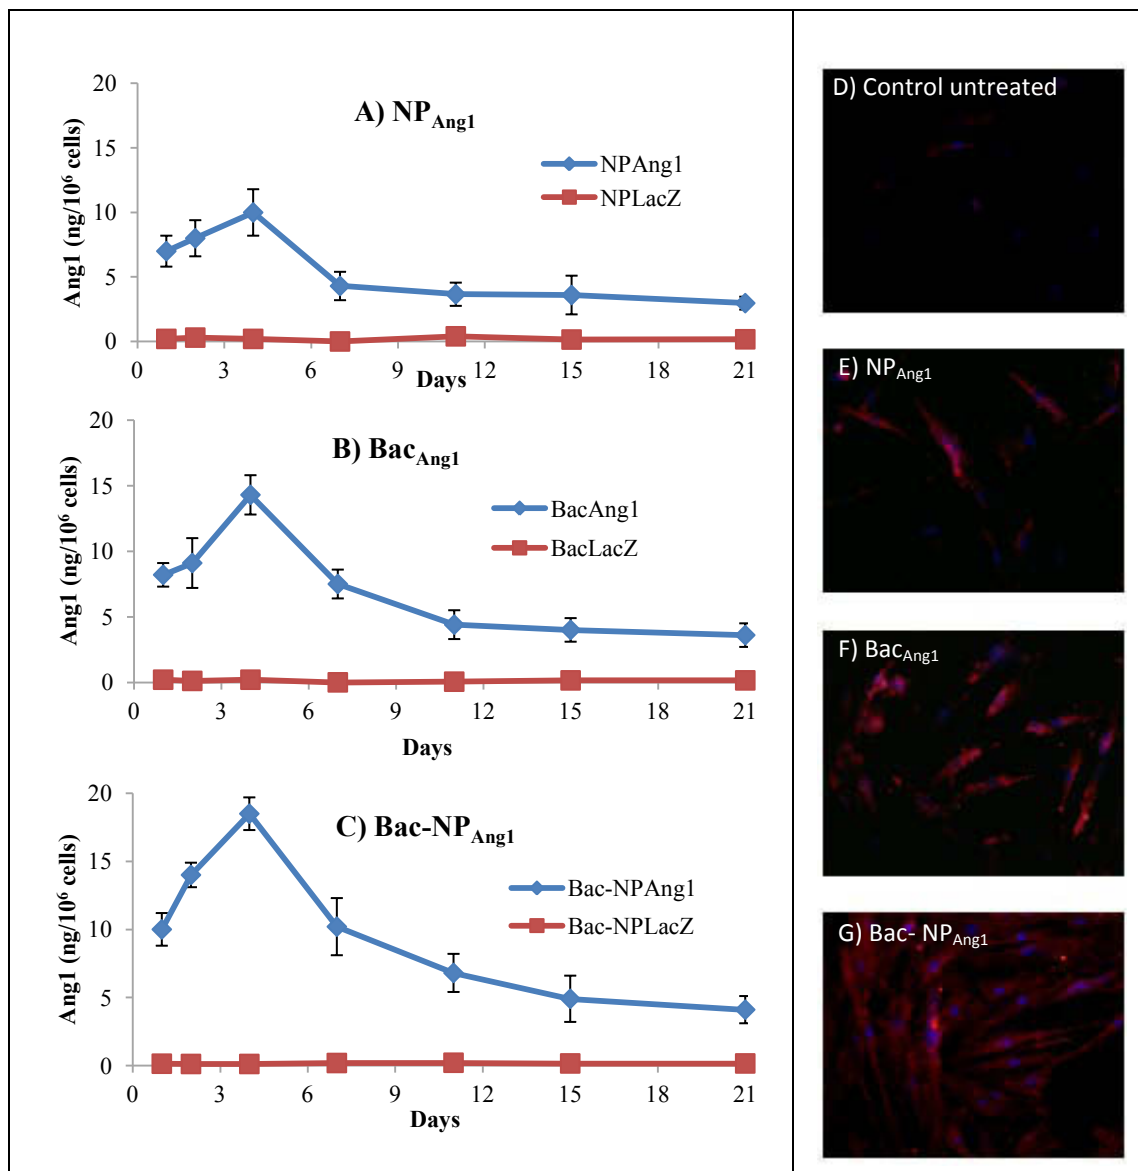 A) NPAng1
20
15
10
5
0
Ang1 (ng/10⁶ cells)
NPAng1
NPLacZ
0 3 6 9 12 15 18 21
Days
B) BacAng1
20
15
10
5
0
Ang1 (ng/10⁶ cells)
BacAng1
BacLacZ
0 3 6 9 12 15 18 21
Days
C) Bac-NPAng1
20
15
10
5
0
Ang1 (ng/10⁶ cells)
Bac-NPAng1
Bac-NPLacZ
0 3 6 9 12 15 18 21
Days
D) Control untreated
E) NPAng1
F) BacAng1
G) Bac- NPAng1